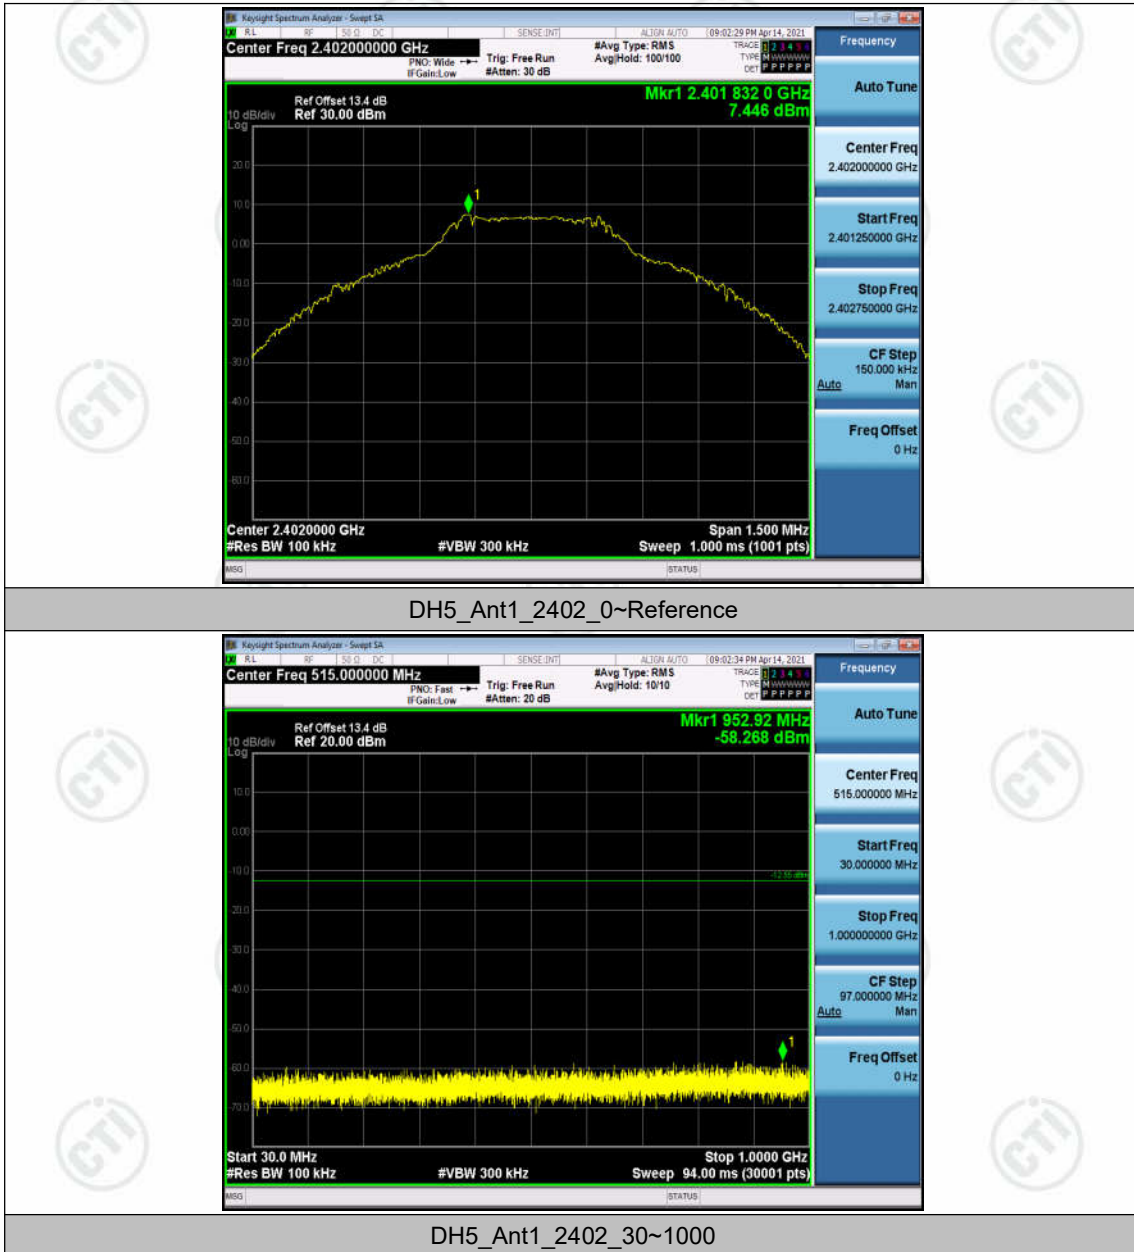 Keysight Spectrum Analyzer - Swept SA
RL RF 50 Ω DC SENSE:INT ALIGN AUTO 09:02:29 PM Apr 14, 2021
Center Freq 2.402000000 GHz
PNO: Wide Trig: Free Run
IFGain:Low #Atten: 30 dB
#Avg Type: RMS
Avg|Hold: 100/100
TRACE 1 2 3 4 5 6
TYPE M WWWWW
DET P P P P P P
Frequency
Auto Tune
Mkr1 2.401 832 0 GHz
7.446 dBm
Ref Offset 13.4 dB
10 dB/div Ref 30.00 dBm
Log
20.0
10.0
0.00
-10.0
-20.0
-30.0
-40.0
-50.0
-60.0
1
Center Freq
2.402000000 GHz
Start Freq
2.401250000 GHz
Stop Freq
2.402750000 GHz
CF Step
150.000 kHz
Auto Man
Freq Offset
0 Hz
Center 2.4020000 GHz Span 1.500 MHz
#Res BW 100 kHz #VBW 300 kHz Sweep 1.000 ms (1001 pts)
MSG STATUS
DH5_Ant1_2402_0~Reference
Keysight Spectrum Analyzer - Swept SA
RL RF 50 Ω DC SENSE:INT ALIGN AUTO 09:02:34 PM Apr 14, 2021
Center Freq 515.000000 MHz
PNO: Fast Trig: Free Run
IFGain:Low #Atten: 20 dB
#Avg Type: RMS
Avg|Hold: 10/10
TRACE 1 2 3 4 5 6
TYPE M WWWWW
DET P P P P P P
Frequency
Auto Tune
Mkr1 952.92 MHz
-58.268 dBm
Ref Offset 13.4 dB
10 dB/div Ref 20.00 dBm
Log
10.0
0.00
-10.0
-20.0
-30.0
-40.0
-50.0
-60.0
-70.0
-12.55 dBm
1
Center Freq
515.000000 MHz
Start Freq
30.000000 MHz
Stop Freq
1.000000000 GHz
CF Step
97.000000 MHz
Auto Man
Freq Offset
0 Hz
Start 30.0 MHz Stop 1.0000 GHz
#Res BW 100 kHz #VBW 300 kHz Sweep 94.00 ms (30001 pts)
MSG STATUS
DH5_Ant1_2402_30~1000
CTI
CTI
CTI
CTI
CTI
CTI
CTI
CTI